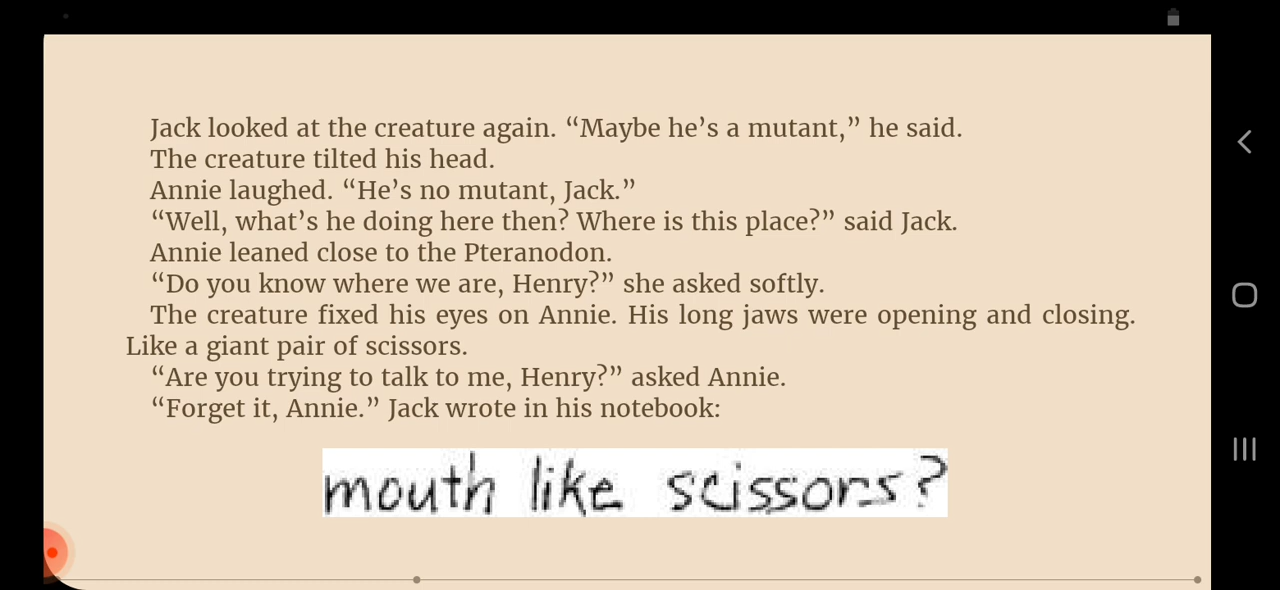 Jack looked at the creature again. “Maybe he’s a mutant,” he said.
The creature tilted his head.
Annie laughed. “He’s no mutant, Jack.”
“Well, what’s he doing here then? Where is this place?” said Jack.
Annie leaned close to the Pteranodon.
“Do you know where we are, Henry?” she asked softly.
The creature fixed his eyes on Annie. His long jaws were opening and closing.
Like a giant pair of scissors.
“Are you trying to talk to me, Henry?” asked Annie.
“Forget it, Annie.” Jack wrote in his notebook:
mouth like scissors?